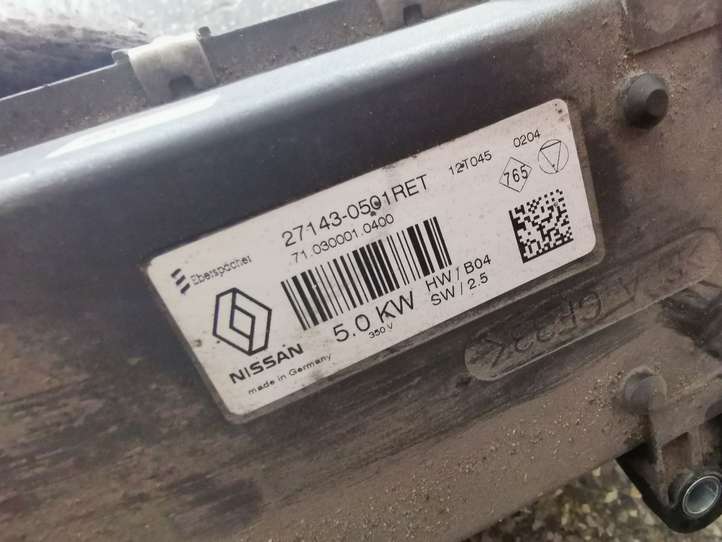 27143-0501RET
12T045
0204
765
71.030001.0400
Eberspächer
5.0 KW
HW/B04
350 V
SW/2.5
NISSAN
made in Germany